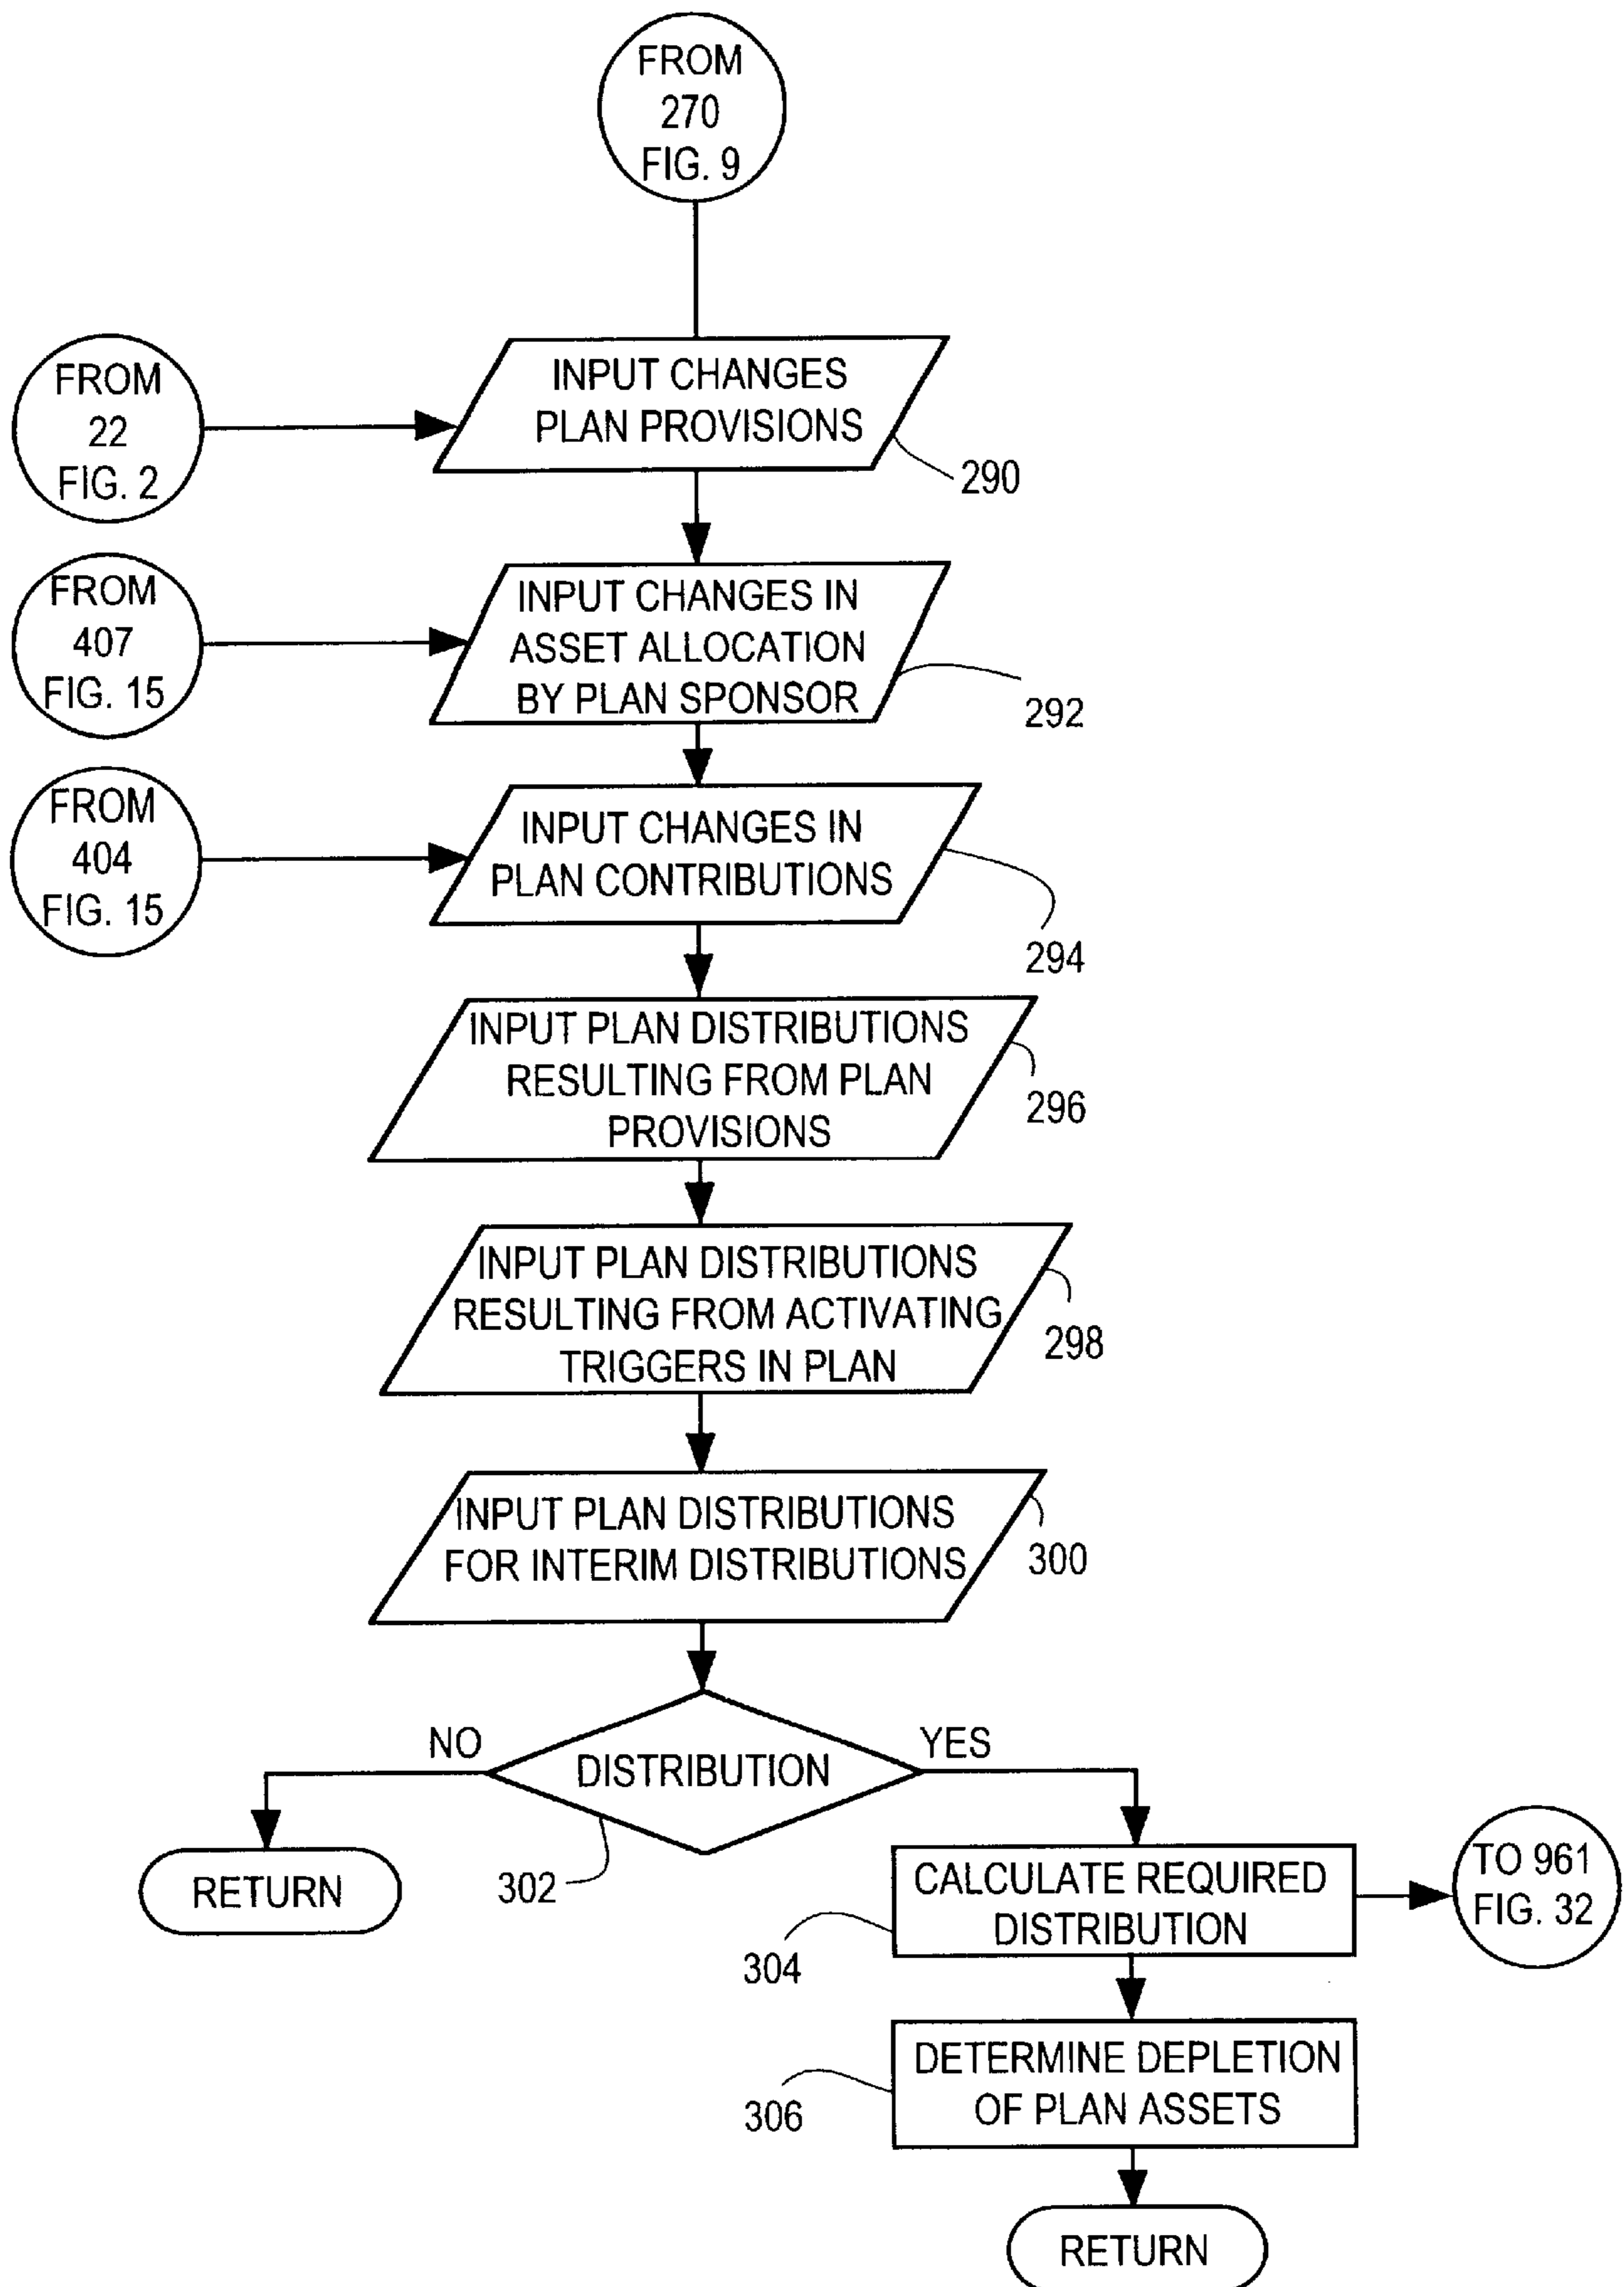 FROM
270
FIG. 9
FROM
22
FIG. 2
INPUT CHANGES
PLAN PROVISIONS
290
FROM
407
FIG. 15
INPUT CHANGES IN
ASSET ALLOCATION
BY PLAN SPONSOR
292
FROM
404
FIG. 15
INPUT CHANGES IN
PLAN CONTRIBUTIONS
294
INPUT PLAN DISTRIBUTIONS
RESULTING FROM PLAN
PROVISIONS
296
INPUT PLAN DISTRIBUTIONS
RESULTING FROM ACTIVATING
TRIGGERS IN PLAN
298
INPUT PLAN DISTRIBUTIONS
FOR INTERIM DISTRIBUTIONS
300
NO
DISTRIBUTION
YES
302
RETURN
CALCULATE REQUIRED
DISTRIBUTION
304
TO 961
FIG. 32
DETERMINE DEPLETION
OF PLAN ASSETS
306
RETURN